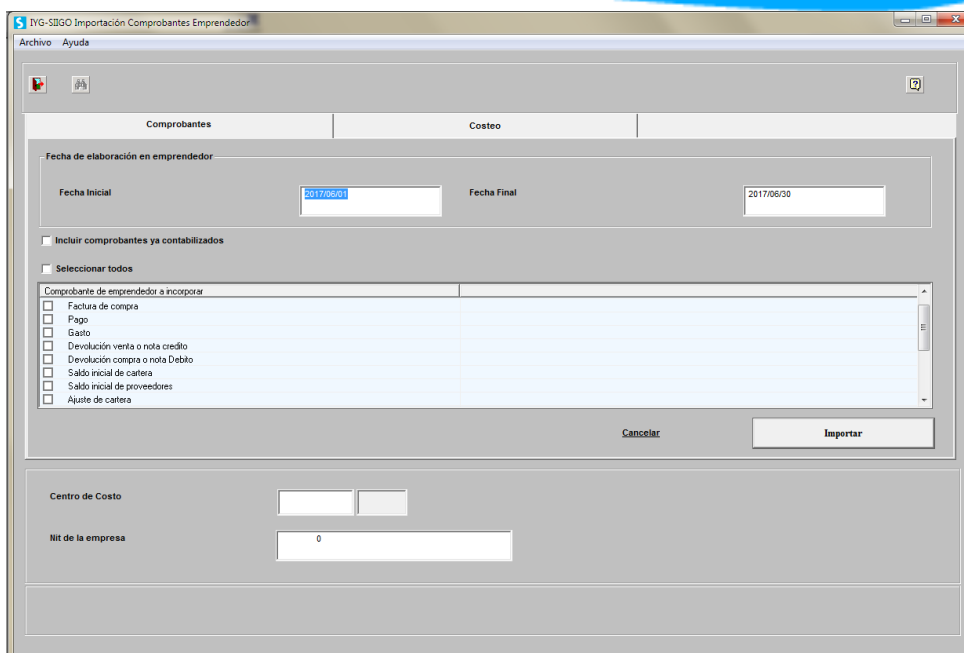 IYG-SIIGO Importación Comprobantes Emprendedor
Archivo Ayuda
Comprobantes Costeo
Fecha de elaboración en emprendedor
Fecha Inicial 2017/06/01 Fecha Final 2017/06/30
Incluir comprobantes ya contabilizados
Seleccionar todos
Comprobante de emprendedor a incorporar
Factura de compra
Pago
Gasto
Devolución venta o nota credito
Devolución compra o nota Debito
Saldo inicial de cartera
Saldo inicial de proveedores
Ajuste de cartera
Cancelar Importar
Centro de Costo
Nit de la empresa 0